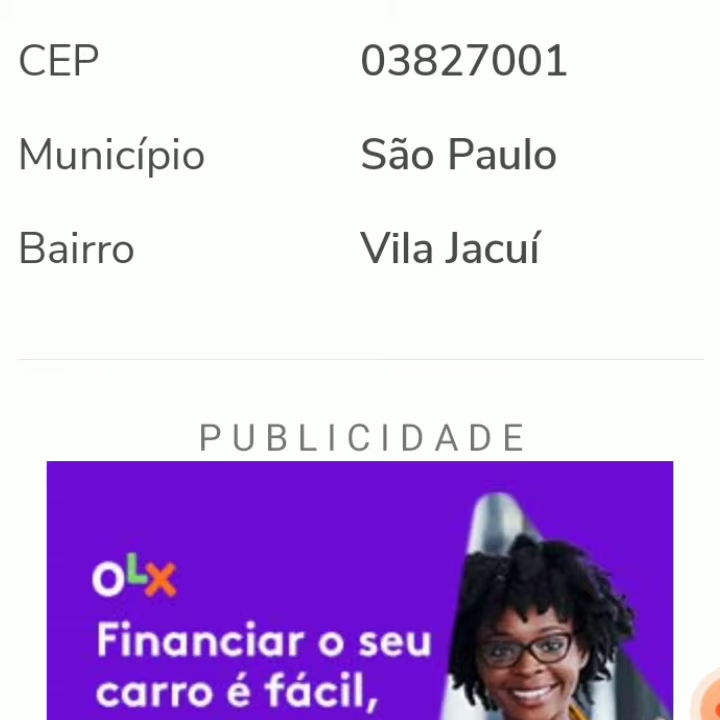 CEP 03827001
Município São Paulo
Bairro Vila Jacuí
PUBLICIDADE
OLX
Financiar o seu
carro é fácil,